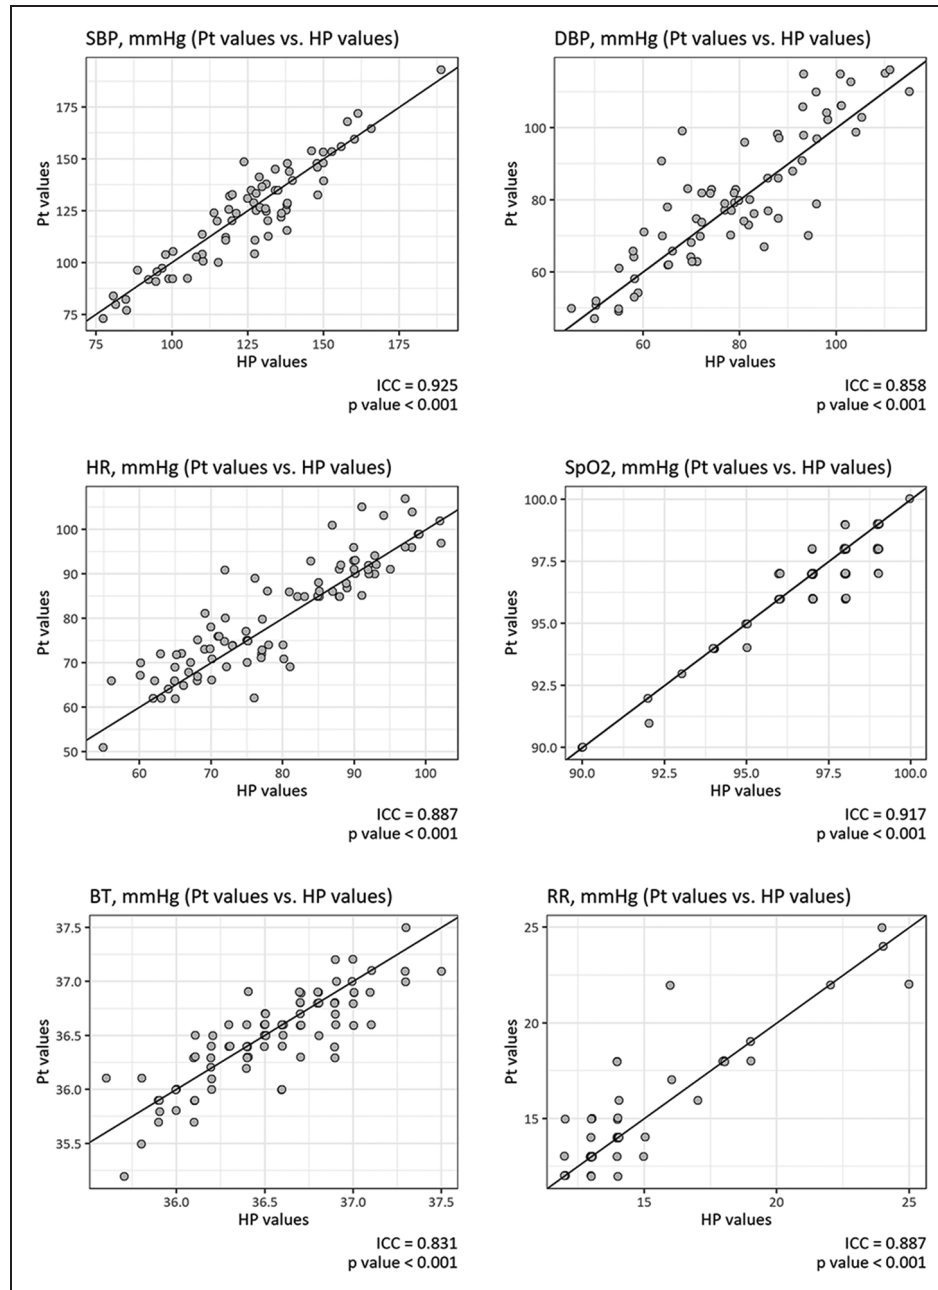 SBP, mmHg (Pt values vs. HP values)
Pt values
175
150
125
100
75
75 100 125 150 175
HP values
ICC = 0.925
p value < 0.001
DBP, mmHg (Pt values vs. HP values)
Pt values
100
80
60
60 80 100
HP values
ICC = 0.858
p value < 0.001
HR, mmHg (Pt values vs. HP values)
Pt values
100
90
80
70
60
50
60 70 80 90 100
HP values
ICC = 0.887
p value < 0.001
SpO2, mmHg (Pt values vs. HP values)
Pt values
100.0
97.5
95.0
92.5
90.0
90.0 92.5 95.0 97.5 100.0
HP values
ICC = 0.917
p value < 0.001
BT, mmHg (Pt values vs. HP values)
Pt values
37.5
37.0
36.5
36.0
35.5
36.0 36.5 37.0 37.5
HP values
ICC = 0.831
p value < 0.001
RR, mmHg (Pt values vs. HP values)
Pt values
25
20
15
15 20 25
HP values
ICC = 0.887
p value < 0.001